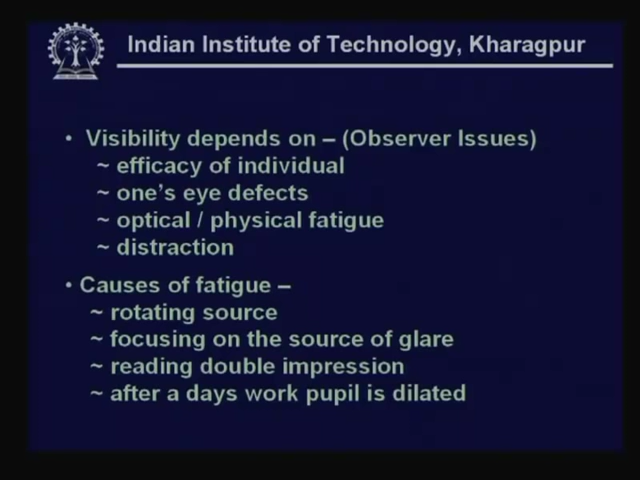 Indian Institute of Technology, Kharagpur
• Visibility depends on – (Observer Issues)
~ efficacy of individual
~ one's eye defects
~ optical / physical fatigue
~ distraction
• Causes of fatigue –
~ rotating source
~ focusing on the source of glare
~ reading double impression
~ after a days work pupil is dilated